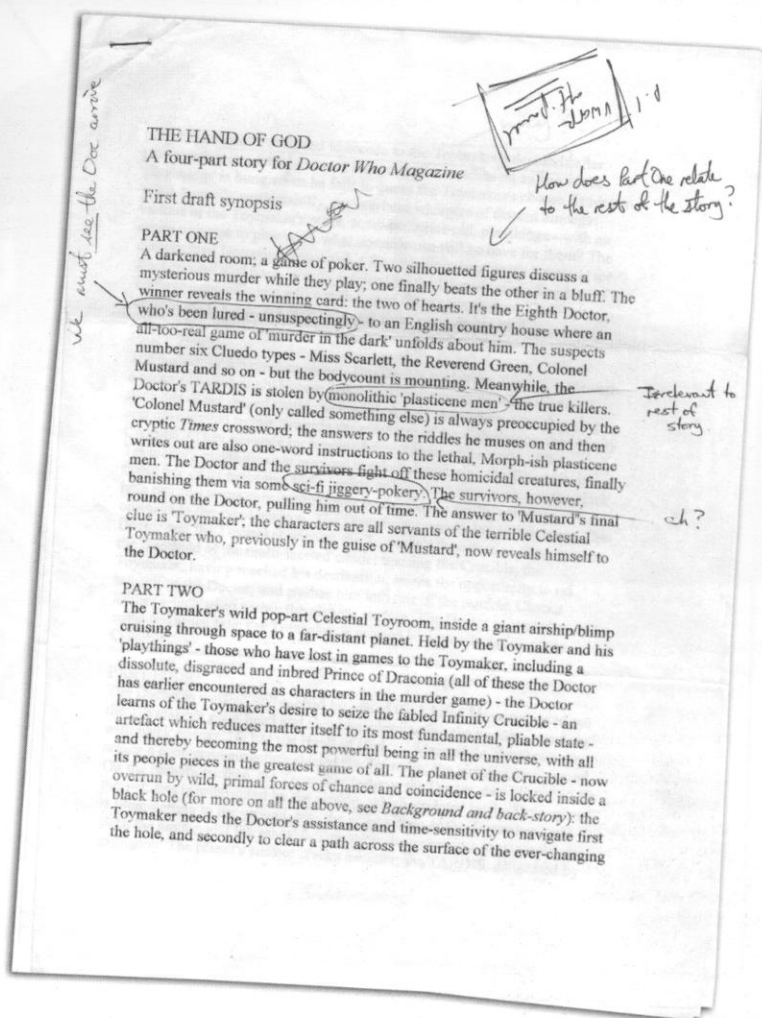 we must see the Doc arrive
p. 1
How does Part One relate
to the rest of the story?
THE HAND OF GOD
A four-part story for Doctor Who Magazine
First draft synopsis
PART ONE
A darkened room; a game of poker. Two silhouetted figures discuss a
mysterious murder while they play; one finally beats the other in a bluff. The
winner reveals the winning card: the two of hearts. It's the Eighth Doctor,
who's been lured - unsuspectingly - to an English country house where an
all-too-real game of 'murder in the dark' unfolds about him. The suspects
number six Cluedo types - Miss Scarlett, the Reverend Green, Colonel
Mustard and so on - but the bodycount is mounting. Meanwhile, the
Doctor's TARDIS is stolen by monolithic 'plasticene men' - the true killers.
'Colonel Mustard' (only called something else) is always preoccupied by the
cryptic Times crossword; the answers to the riddles he muses on and then
writes out are also one-word instructions to the lethal, Morph-ish plasticene
men. The Doctor and the survivors fight off these homicidal creatures, finally
banishing them via some sci-fi jiggery-pokery. The survivors, however,
round on the Doctor, pulling him out of time. The answer to 'Mustard's final
clue is 'Toymaker'; the characters are all servants of the terrible Celestial
Toymaker who, previously in the guise of 'Mustard', now reveals himself to
the Doctor.
Irrelevant to
rest of
story.
eh?
PART TWO
The Toymaker's wild pop-art Celestial Toyroom, inside a giant airship/blimp
cruising through space to a far-distant planet. Held by the Toymaker and his
'playthings' - those who have lost in games to the Toymaker, including a
dissolute, disgraced and inbred Prince of Draconia (all of these the Doctor
has earlier encountered as characters in the murder game) - the Doctor
learns of the Toymaker's desire to seize the fabled Infinity Crucible - an
artefact which reduces matter itself to its most fundamental, pliable state -
and thereby becoming the most powerful being in all the universe, with all
its people pieces in the greatest game of all. The planet of the Crucible - now
overrun by wild, primal forces of chance and coincidence - is locked inside a
black hole (for more on all the above, see Background and back-story): the
Toymaker needs the Doctor's assistance and time-sensitivity to navigate first
the hole, and secondly to clear a path across the surface of the ever-changing